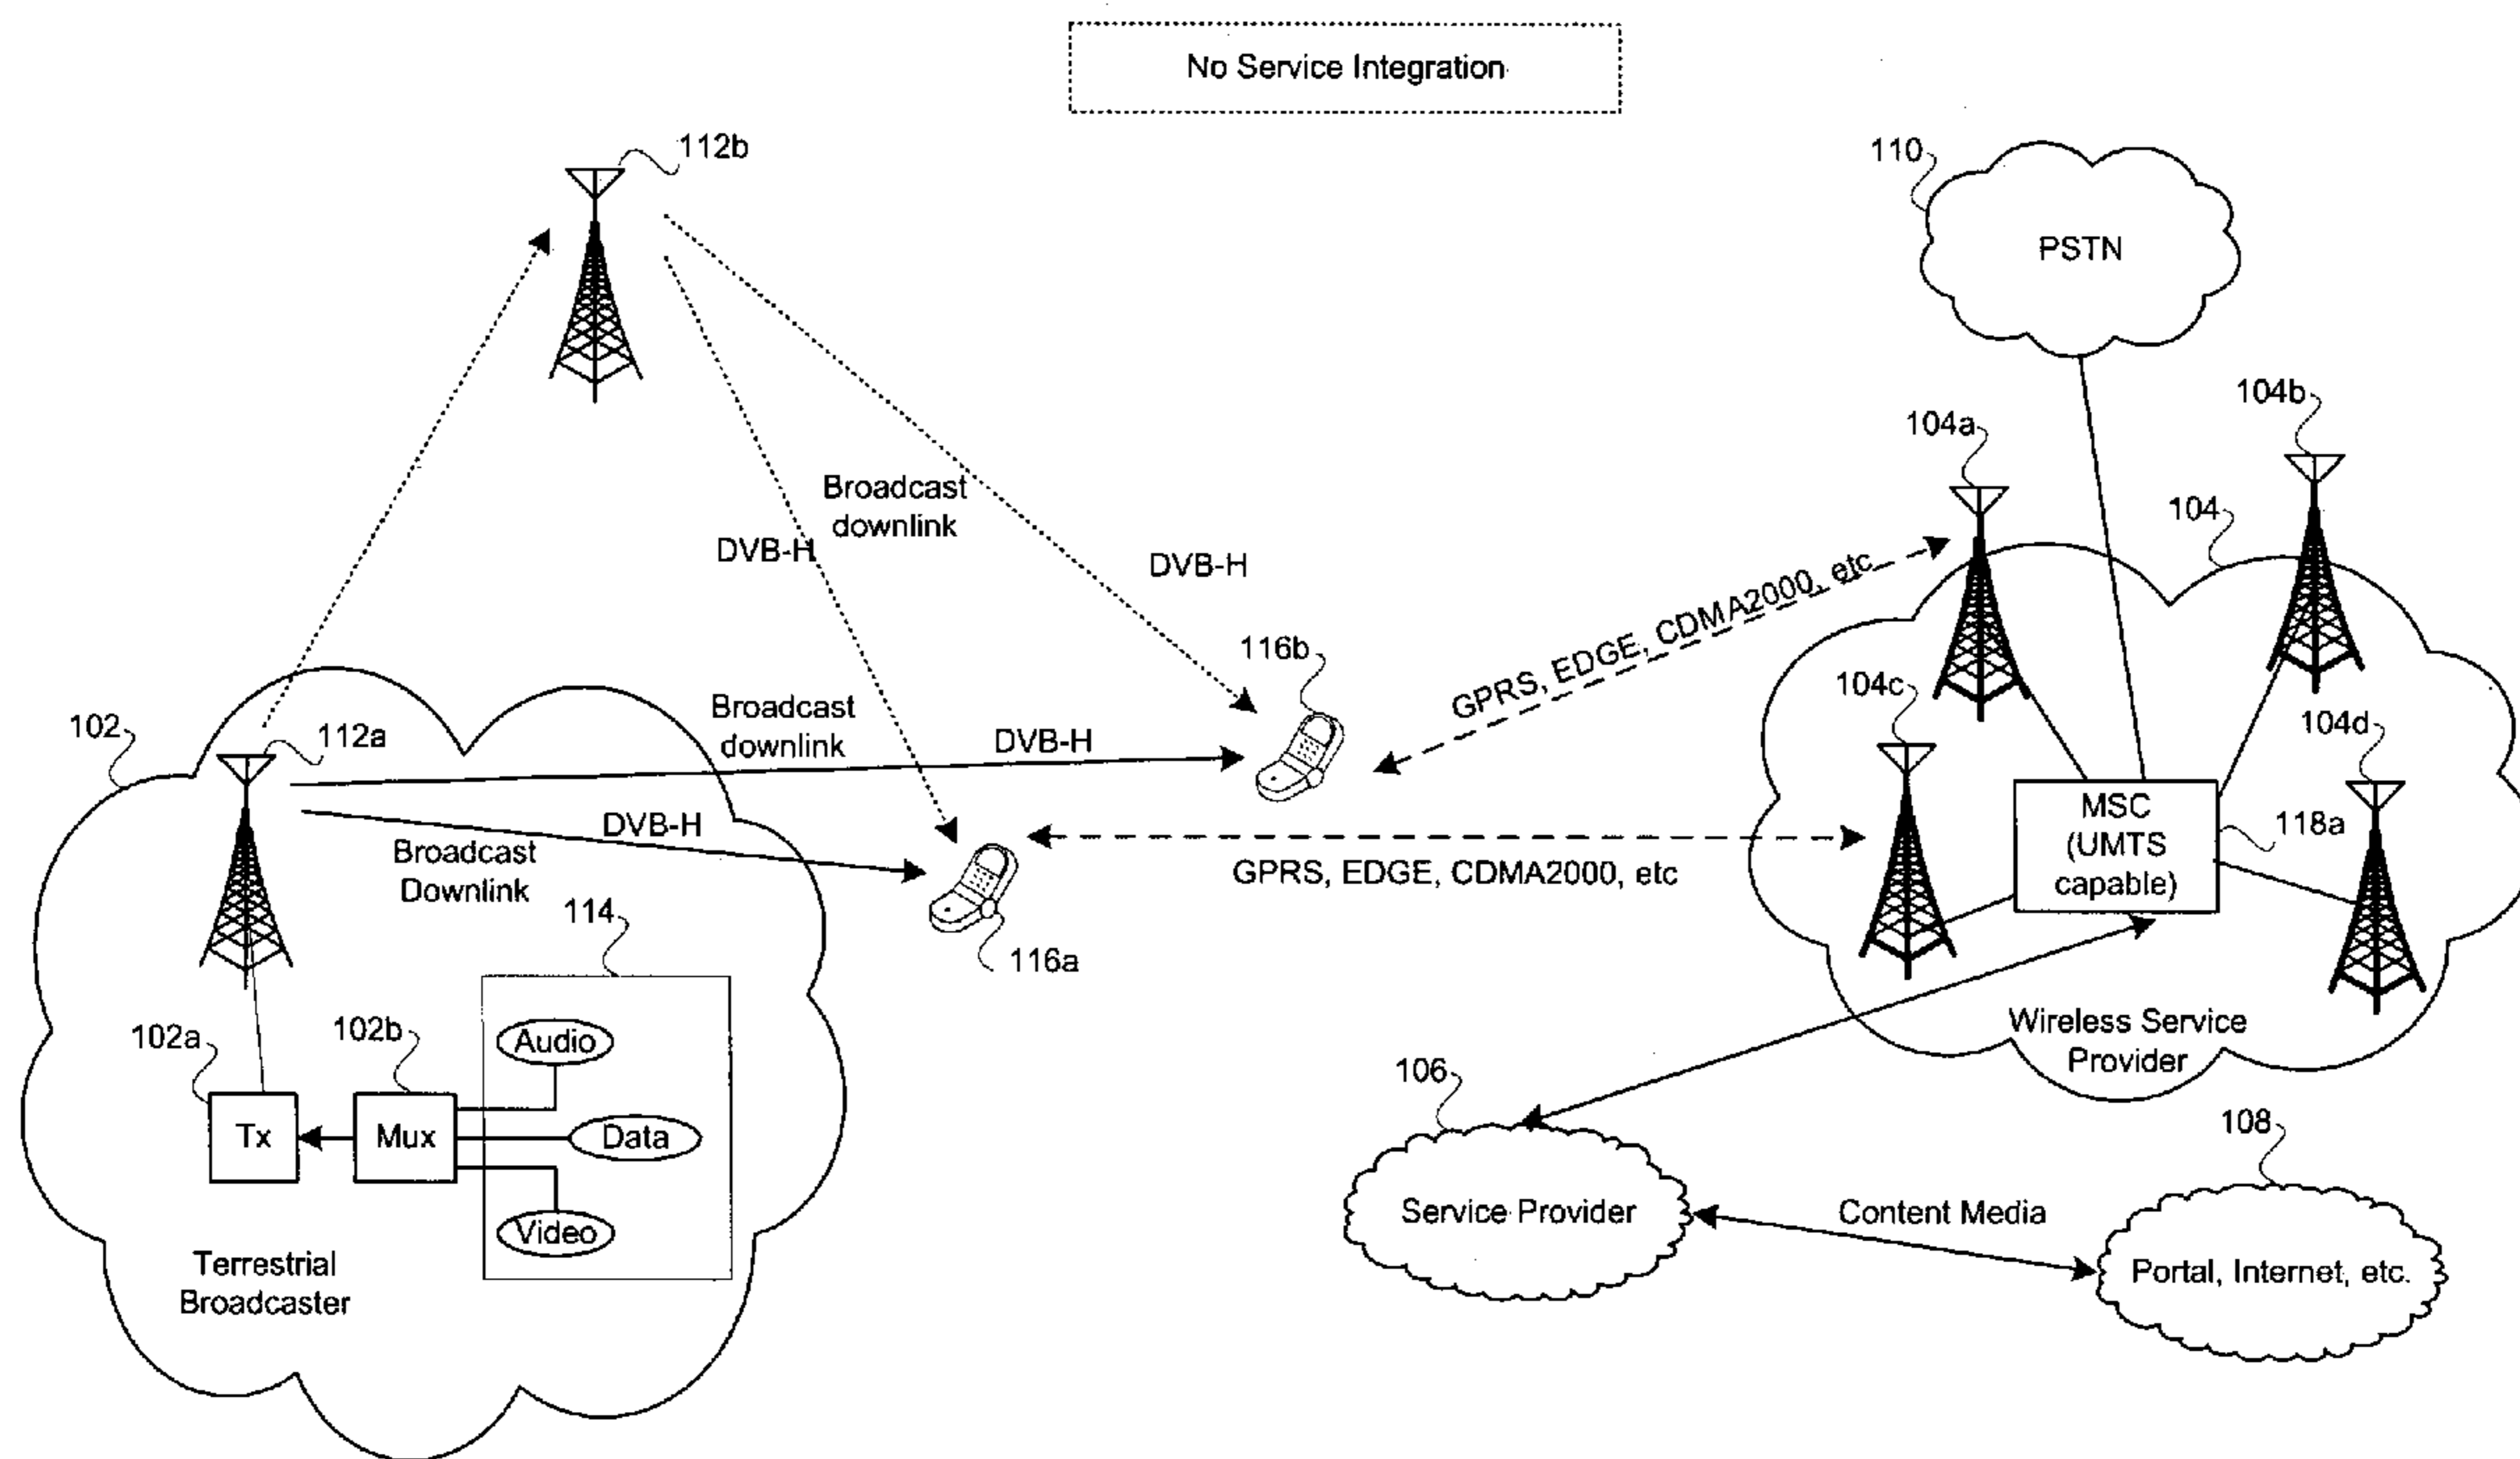 No Service Integration
112b
110
PSTN
104b
104a
104
Broadcast
downlink
DVB-H
DVB-H
GPRS, EDGE, CDMA2000, etc
116b
104c
104d
102
112a
Broadcast
downlink
DVB-H
MSC
(UMTS
capable)
118a
DVB-H
Broadcast
Downlink
GPRS, EDGE, CDMA2000, etc
114
116a
102a
102b
Audio
Tx
Mux
Data
Video
Terrestrial
Broadcaster
Wireless Service
Provider
106
108
Service Provider
Content Media
Portal, Internet, etc.